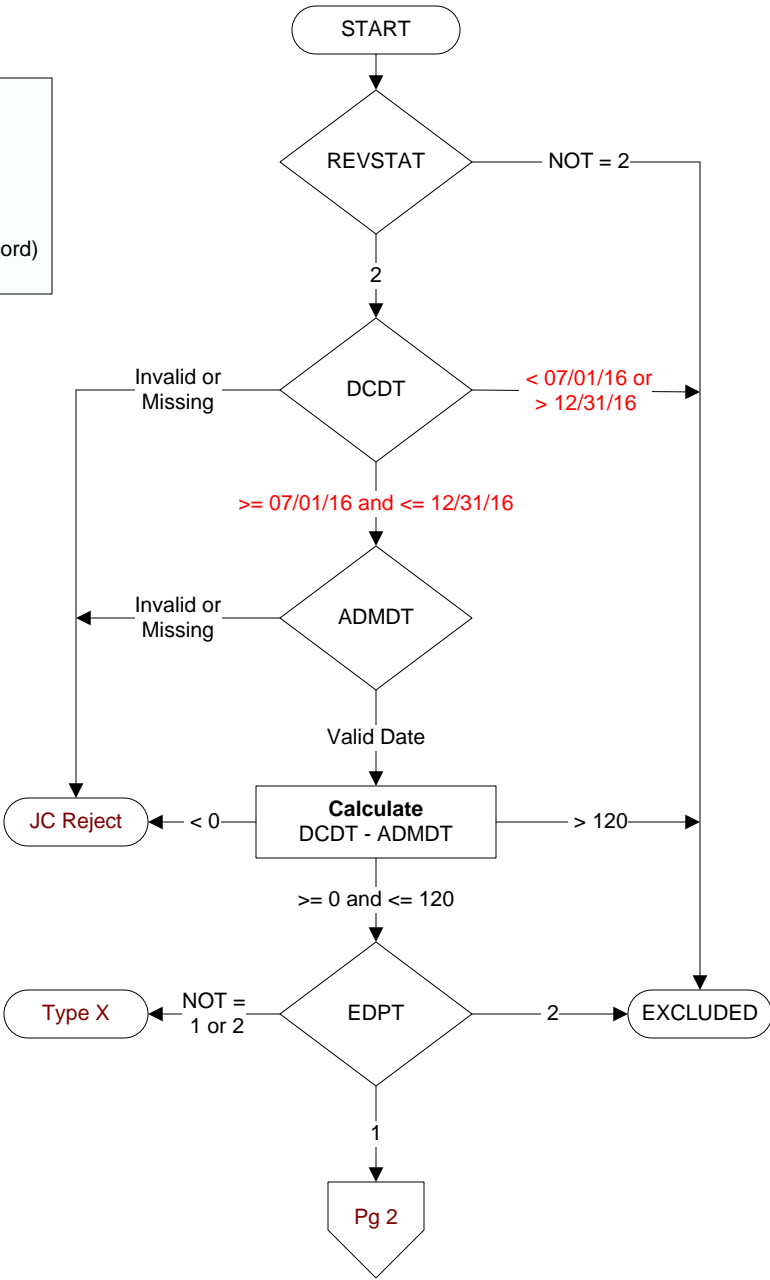 START
REVSTAT
NOT = 2
ord)
2
Invalid or
Missing
DCDT
< 07/01/16 or
> 12/31/16
>= 07/01/16 and <= 12/31/16
Invalid or
Missing
ADMDT
Valid Date
JC Reject
< 0
Calculate
DCDT - ADMDT
> 120
>= 0 and <= 120
Type X
NOT =
1 or 2
EDPT
2
EXCLUDED
1
Pg 2